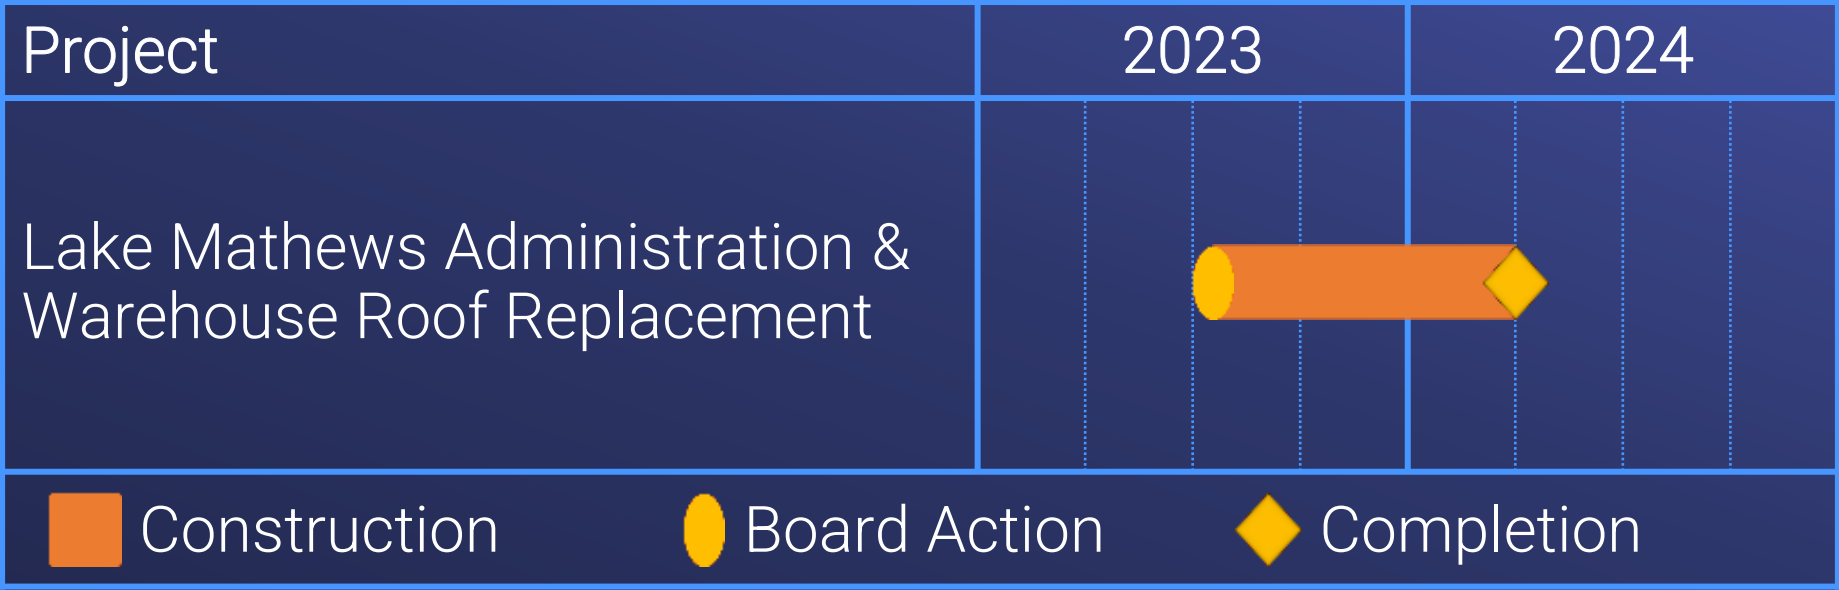 Project 2023 2024
Lake Mathews Administration &
Warehouse Roof Replacement
Construction Board Action Completion